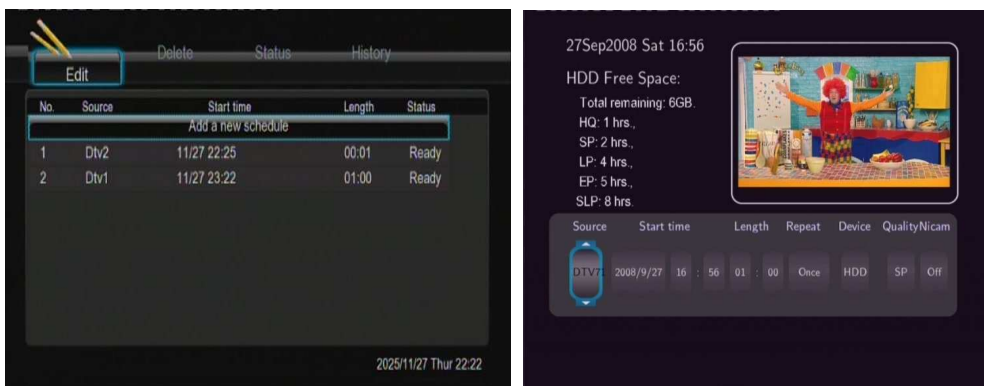 Edit Delete Status History
No. Source Start time Length Status
Add a new schedule
1 Dtv2 11/27 22:25 00:01 Ready
2 Dtv1 11/27 23:22 01:00 Ready
2025/11/27 Thur 22:22
27Sep2008 Sat 16:56
HDD Free Space:
Total remaining: 6GB.
HQ: 1 hrs.,
SP: 2 hrs.,
LP: 4 hrs.,
EP: 5 hrs.,
SLP: 8 hrs.
Source Start time Length Repeat Device Quality Nicam
DTV71 2008/9/27 16 : 56 01 : 00 Once HDD SP Off